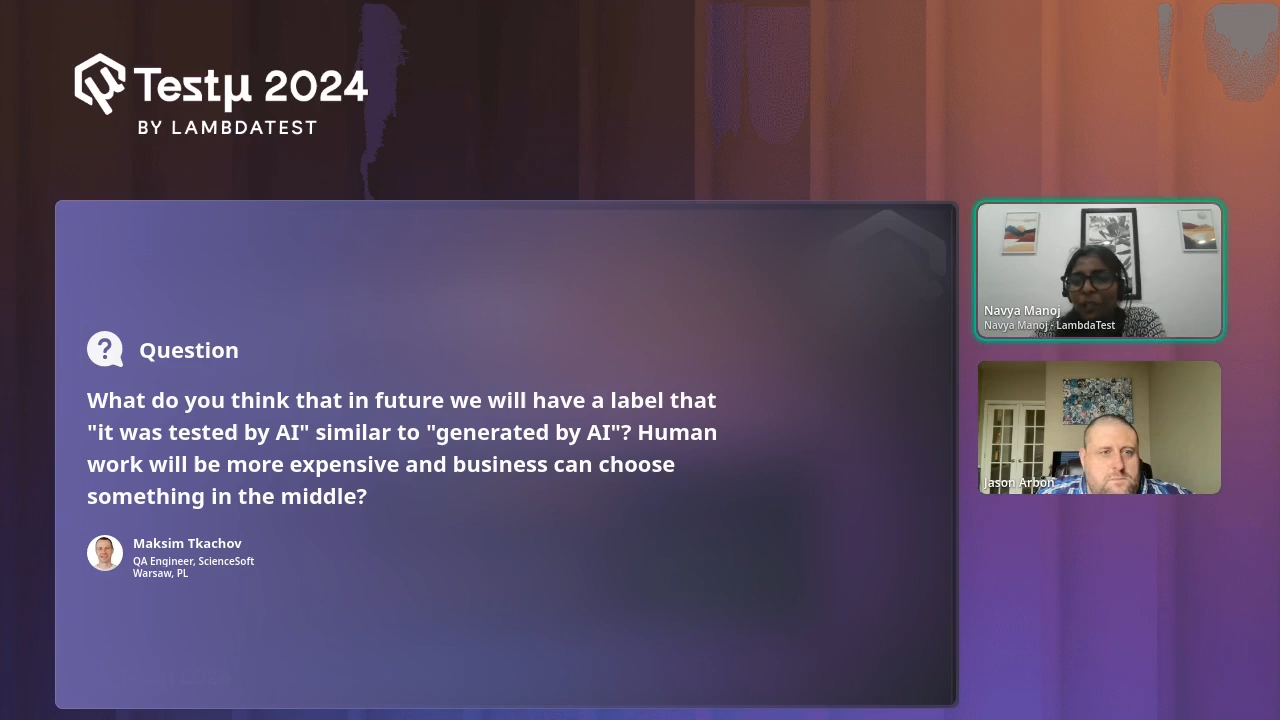 Testμ 2024
BY LAMBDATEST
Question
What do you think that in future we will have a label that
"it was tested by AI" similar to "generated by AI"? Human
work will be more expensive and business can choose
something in the middle?
Maksim Tkachov
QA Engineer, ScienceSoft
Warsaw, PL
Navya Manoj
Navya Manoj - LambdaTest
Jason Arbon